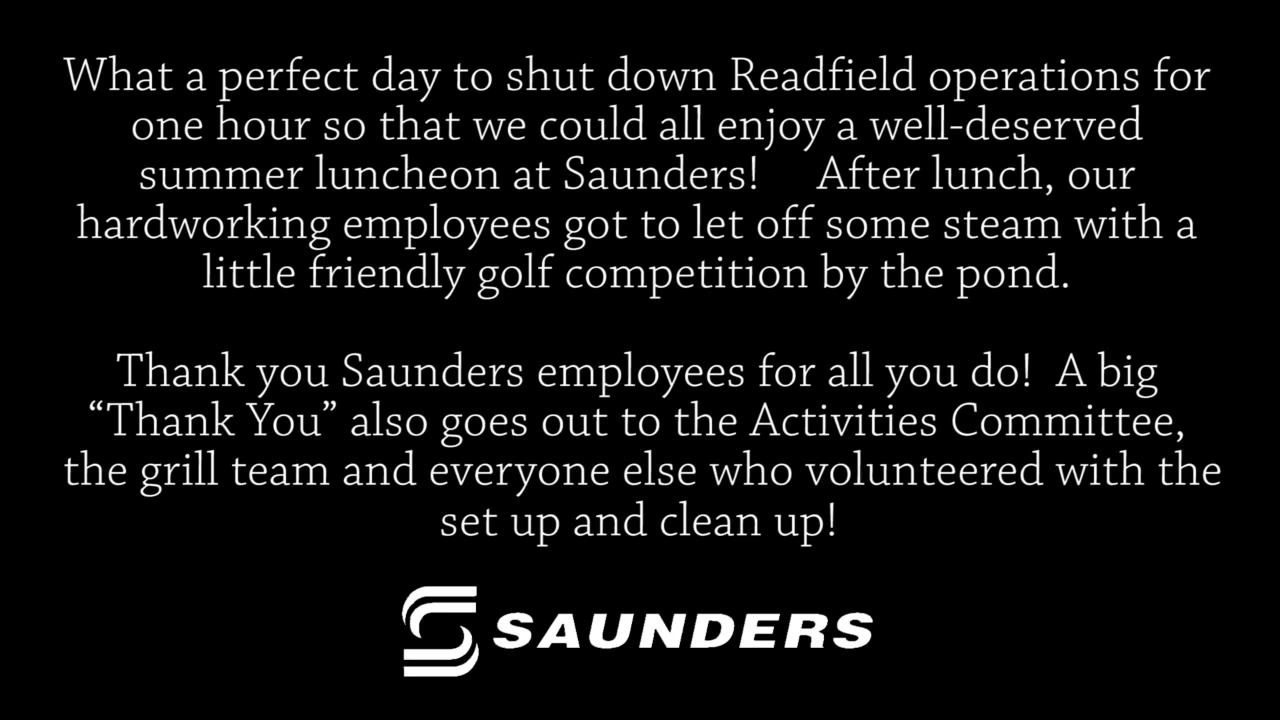 What a perfect day to shut down Readfield operations for
one hour so that we could all enjoy a well-deserved
summer luncheon at Saunders!     After lunch, our
hardworking employees got to let off some steam with a
little friendly golf competition by the pond.
Thank you Saunders employees for all you do!  A big
“Thank You” also goes out to the Activities Committee,
the grill team and everyone else who volunteered with the
set up and clean up!
SAUNDERS